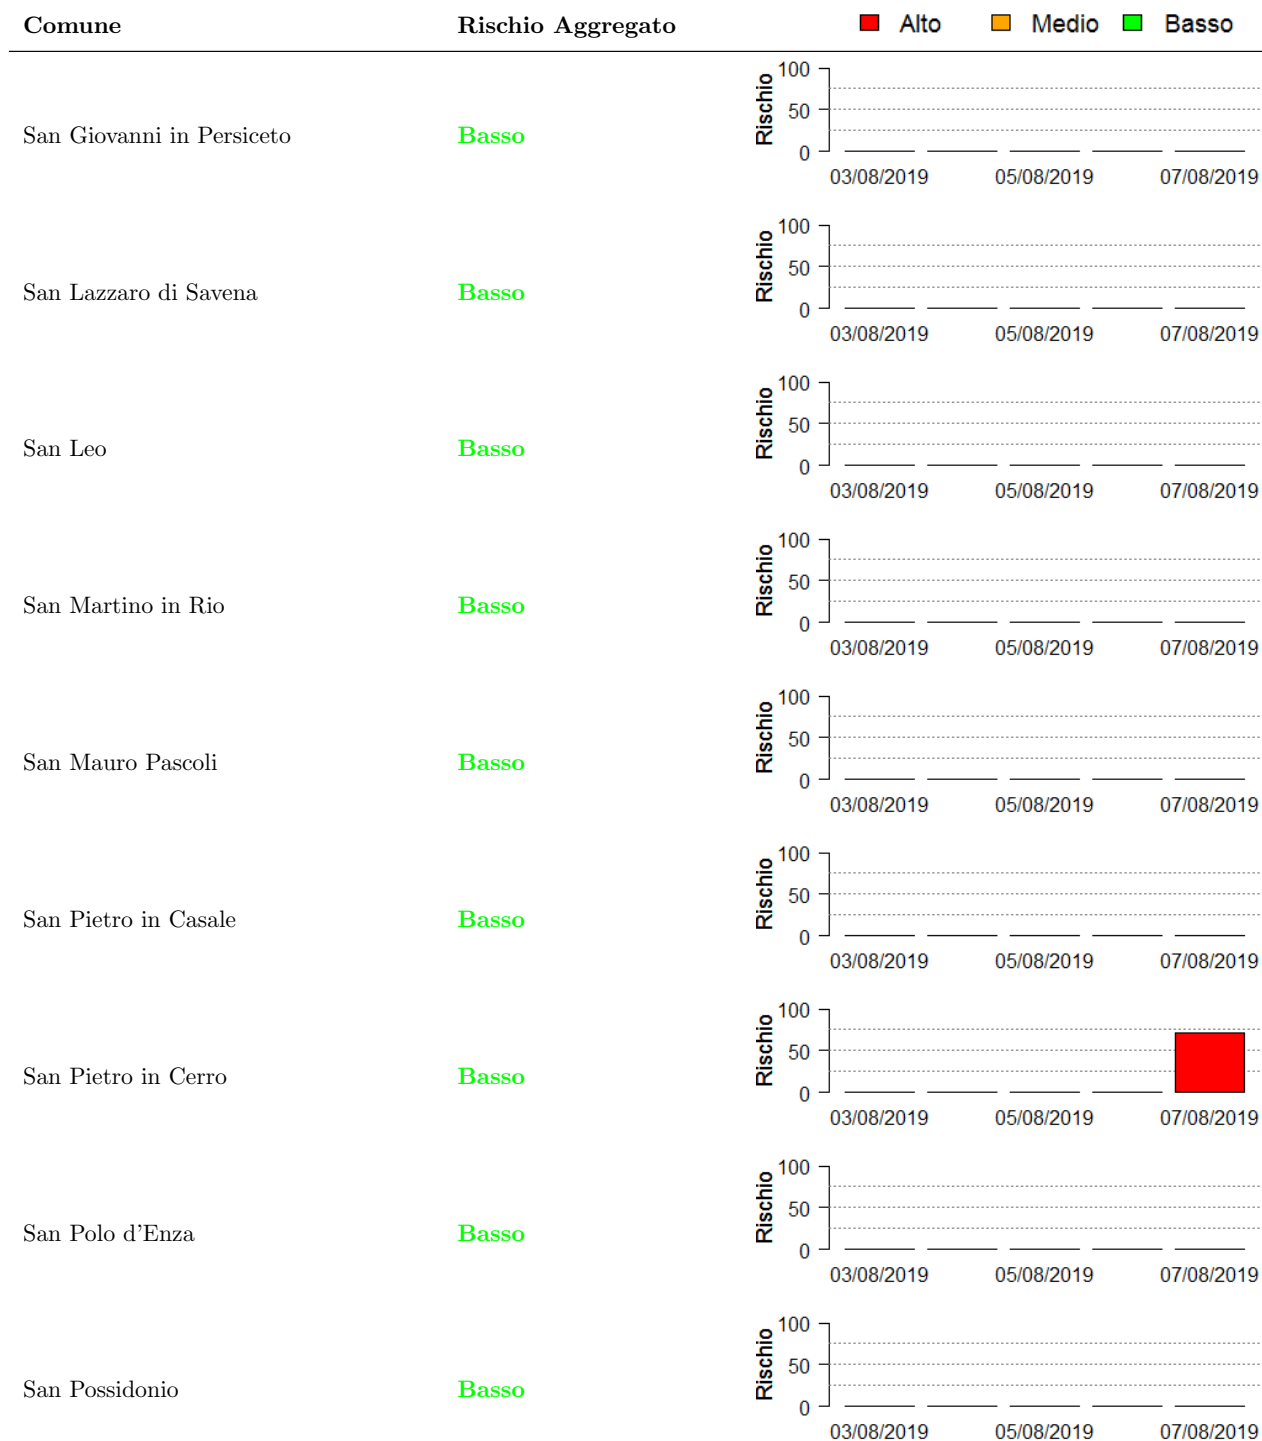 Comune Rischio Aggregato Alto Medio Basso
San Giovanni in Persiceto Basso
Rischio
100
50
0
03/08/2019 05/08/2019 07/08/2019
San Lazzaro di Savena Basso
Rischio
100
50
0
03/08/2019 05/08/2019 07/08/2019
San Leo Basso
Rischio
100
50
0
03/08/2019 05/08/2019 07/08/2019
San Martino in Rio Basso
Rischio
100
50
0
03/08/2019 05/08/2019 07/08/2019
San Mauro Pascoli Basso
Rischio
100
50
0
03/08/2019 05/08/2019 07/08/2019
San Pietro in Casale Basso
Rischio
100
50
0
03/08/2019 05/08/2019 07/08/2019
San Pietro in Cerro Basso
Rischio
100
50
0
03/08/2019 05/08/2019 07/08/2019
San Polo d'Enza Basso
Rischio
100
50
0
03/08/2019 05/08/2019 07/08/2019
San Possidonio Basso
Rischio
100
50
0
03/08/2019 05/08/2019 07/08/2019